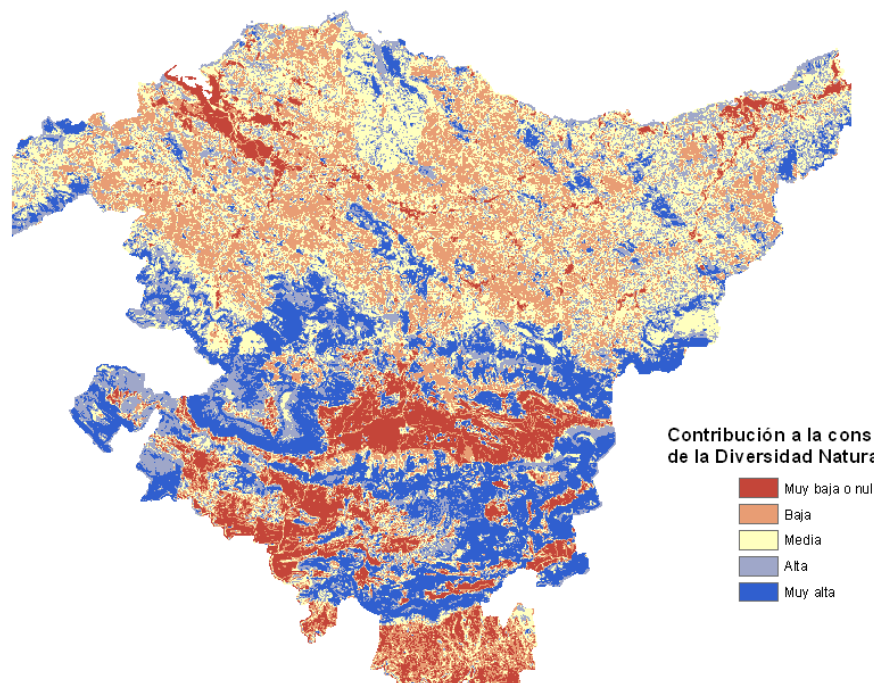 Contribución a la cons
de la Diversidad Natura
Muy baja o nul
Baja
Media
Alta
Muy alta